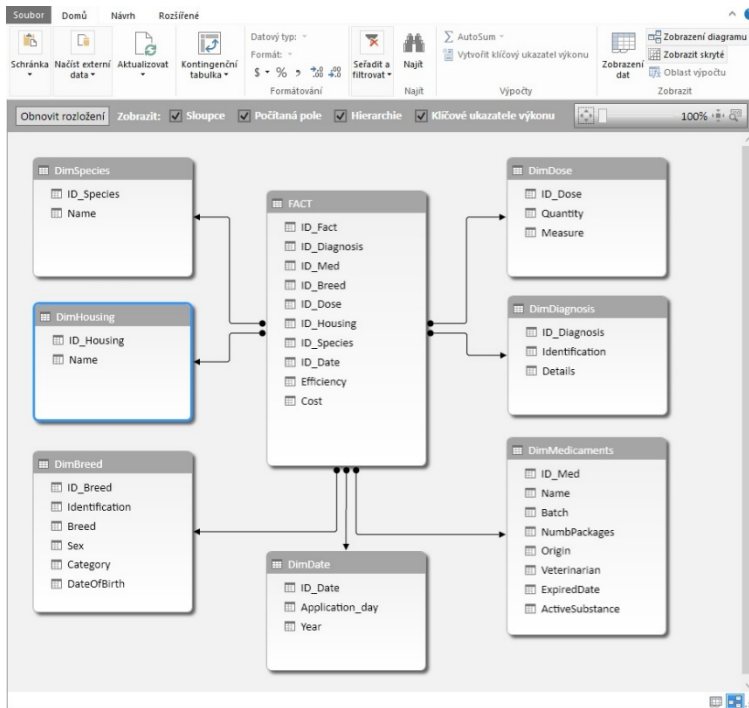 Soubor Domů Návrh Rozšířené
Schránka
Načíst externí
data
Aktualizovat
Kontingenční
tabulka
Datový typ:
Formát:
$ % , ,00 ,00
Formátování
Seřadit a
filtrovat
Najít
Najít
∑ AutoSum
Vytvořit klíčový ukazatel výkonu
Výpočty
Zobrazení
dat
Zobrazení diagramu
Zobrazit skryté
Oblast výpočtu
Zobrazit
Obnovit rozložení Zobrazit: Sloupce Počítaná pole Hierarchie Klíčové ukazatele výkonu 100%
DimSpecies
ID_Species
Name
DimHousing
ID_Housing
Name
DimBreed
ID_Breed
Identification
Breed
Sex
Category
DateOfBirth
FACT
ID_Fact
ID_Diagnosis
ID_Med
ID_Breed
ID_Dose
ID_Housing
ID_Species
ID_Date
Efficiency
Cost
DimDate
ID_Date
Application_day
Year
DimDose
ID_Dose
Quantity
Measure
DimDiagnosis
ID_Diagnosis
Identification
Details
DimMedicaments
ID_Med
Name
Batch
NumbPackages
Origin
Veterinarian
ExpiredDate
ActiveSubstance